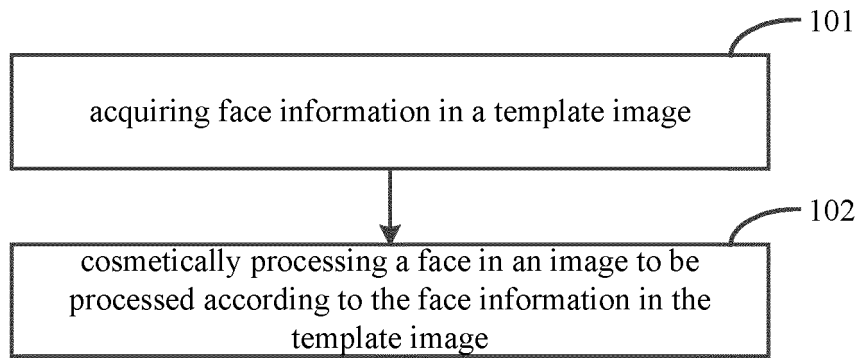 101
acquiring face information in a template image
102
cosmetically processing a face in an image to be
processed according to the face information in the
template image